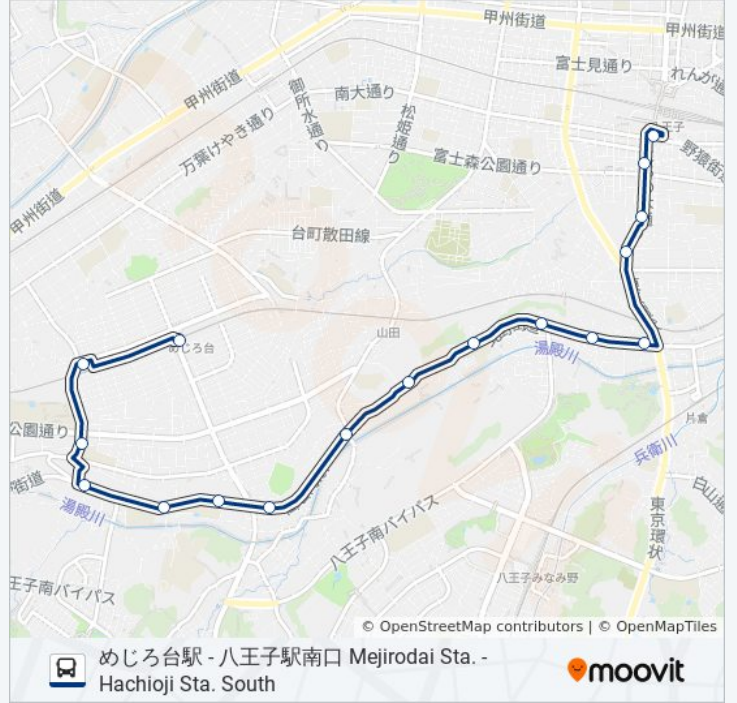 甲州街道
甲州街道
富士見通り
れんが通
甲州街道
御所水通り
南大通り
松姫通り
王子
万葉けやき通り
富士森公園通り
野猿街
甲州街道
台町散田線
山田
めじろ台
湯殿川
公園通り
片倉
街道
兵衛川
湯殿川
白山通
八王子南バイパス
東京環状
八王子みなみ野
王子南バイパス
© OpenStreetMap contributors | © OpenMapTiles
めじろ台駅 - 八王子駅南口 Mejirodai Sta. -
Hachioji Sta. South
moovit